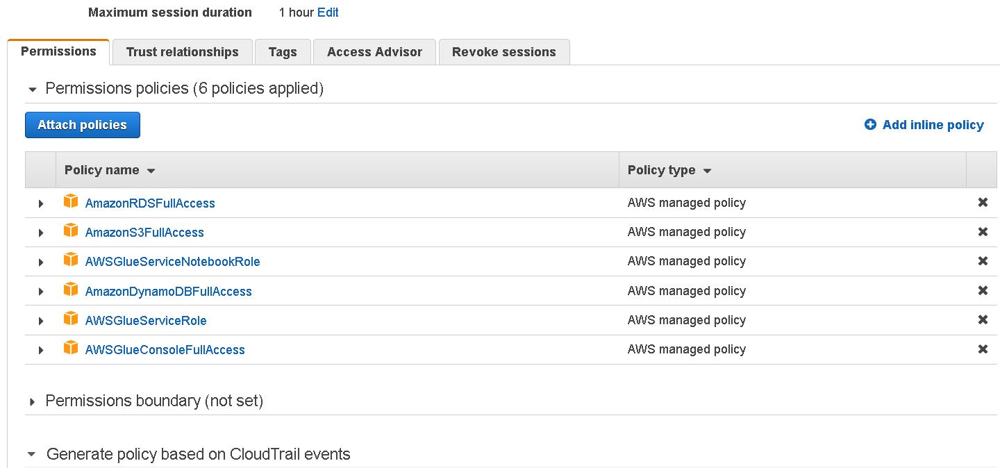 Maximum session duration 1 hour Edit
Permissions Trust relationships Tags Access Advisor Revoke sessions
Permissions policies (6 policies applied)
Attach policies Add inline policy
Policy name Policy type
AmazonRDSFullAccess AWS managed policy
AmazonS3FullAccess AWS managed policy
AWSGlueServiceNotebookRole AWS managed policy
AmazonDynamoDBFullAccess AWS managed policy
AWSGlueServiceRole AWS managed policy
AWSGlueConsoleFullAccess AWS managed policy
Permissions boundary (not set)
Generate policy based on CloudTrail events